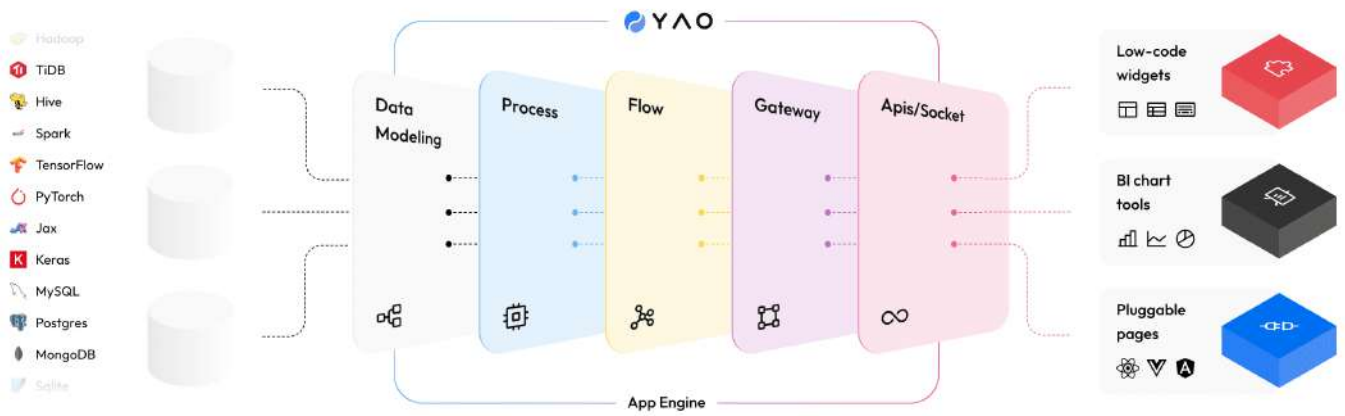 YAO
Hadoop
TiDB
Hive
Spark
TensorFlow
PyTorch
Jax
Keras
MySQL
Postgres
MongoDB
Sqlite
Data
Modeling
Process
Flow
Gateway
Apis/Socket
App Engine
Low-code
widgets
BI chart
tools
Pluggable
pages